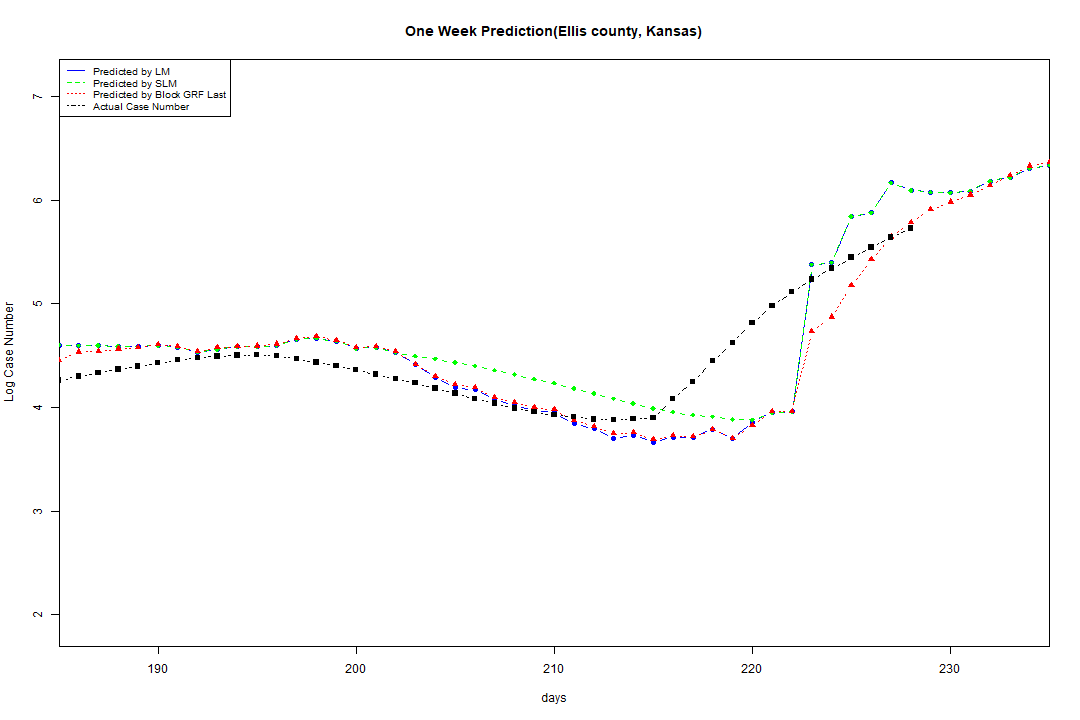 One Week Prediction(Ellis county, Kansas)
Predicted by LM
Predicted by SLM
Predicted by Block GRF Last
Actual Case Number
7
6
5
4
3
2
Log Case Number
190 200 210 220 230
days